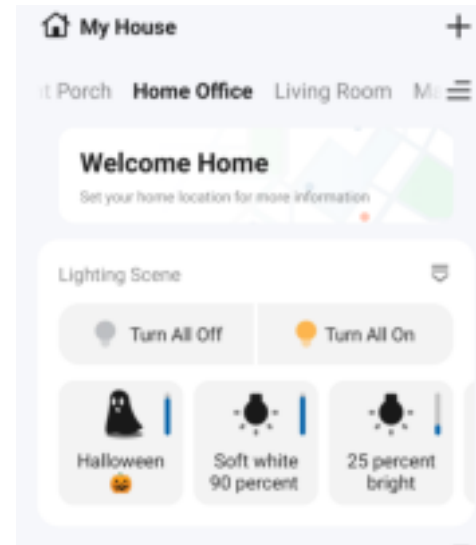 My House
t Porch Home Office Living Room Ma
Welcome Home
Set your home location for more information
Lighting Scene
Turn All Off Turn All On
Halloween 🎃
Soft white
90 percent
25 percent
bright